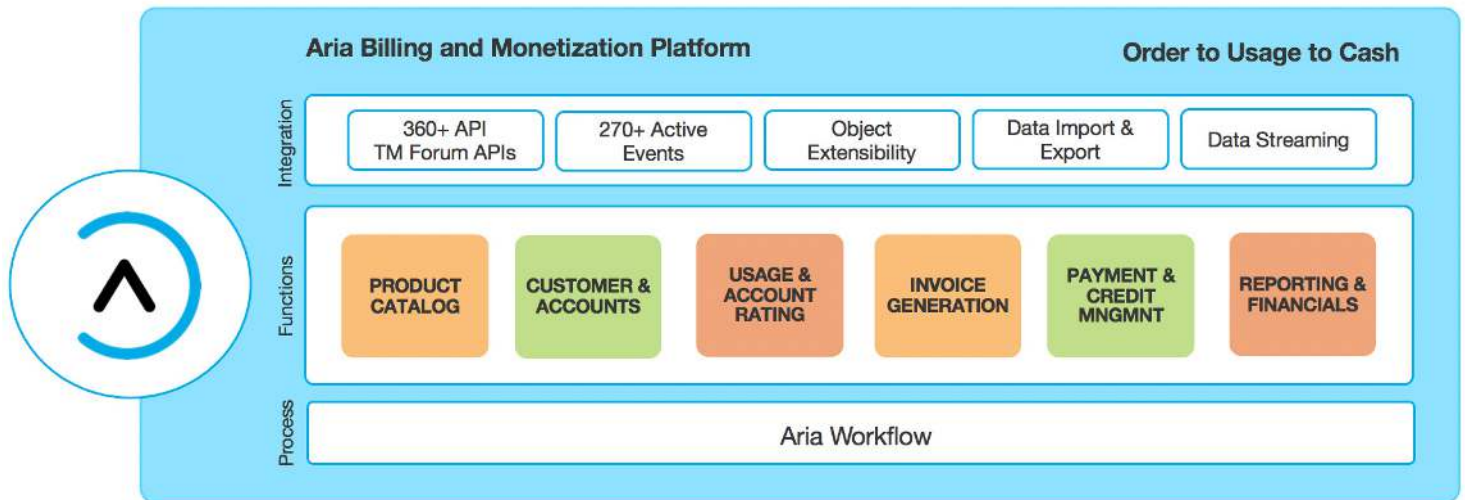 Aria Billing and Monetization Platform
Order to Usage to Cash
Integration
360+ API
TM Forum APIs
270+ Active
Events
Object
Extensibility
Data Import &
Export
Data Streaming
Functions
PRODUCT
CATALOG
CUSTOMER &
ACCOUNTS
USAGE &
ACCOUNT
RATING
INVOICE
GENERATION
PAYMENT &
CREDIT
MNGMNT
REPORTING &
FINANCIALS
Process
Aria Workflow